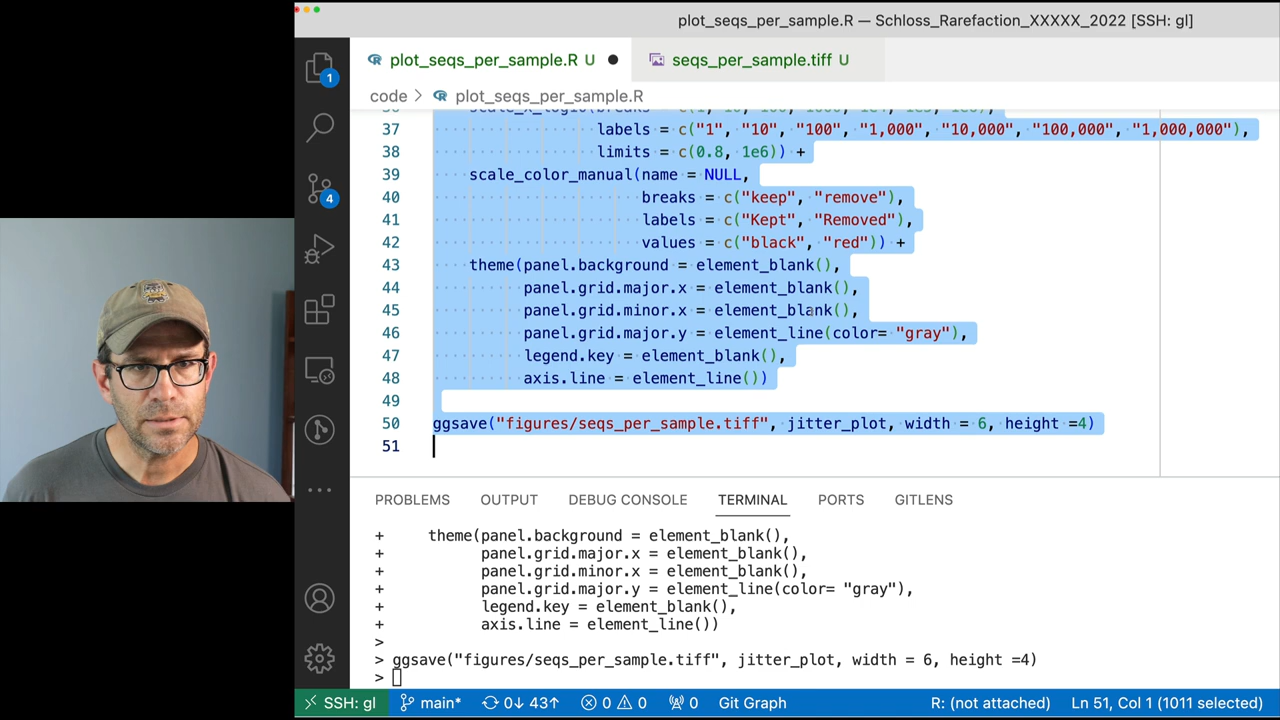 plot_seqs_per_sample.R — Schloss_Rarefaction_XXXXX_2022 [SSH: gl]
plot_seqs_per_sample.R U
seqs_per_sample.tiff U
code > plot_seqs_per_sample.R
37 labels = c("1", "10", "100", "1,000", "10,000", "100,000", "1,000,000"),
38 limits = c(0.8, 1e6)) +
39 scale_color_manual(name = NULL,
40 breaks = c("keep", "remove"),
41 labels = c("Kept", "Removed"),
42 values = c("black", "red")) +
43 theme(panel.background = element_blank(),
44 panel.grid.major.x = element_blank(),
45 panel.grid.minor.x = element_blank(),
46 panel.grid.major.y = element_line(color= "gray"),
47 legend.key = element_blank(),
48 axis.line = element_line())
49
50 ggsave("figures/seqs_per_sample.tiff", jitter_plot, width = 6, height =4)
51
1
4
PROBLEMS OUTPUT DEBUG CONSOLE TERMINAL PORTS GITLENS
+ theme(panel.background = element_blank(),
+ panel.grid.major.x = element_blank(),
+ panel.grid.minor.x = element_blank(),
+ panel.grid.major.y = element_line(color= "gray"),
+ legend.key = element_blank(),
+ axis.line = element_line())
>
> ggsave("figures/seqs_per_sample.tiff", jitter_plot, width = 6, height =4)
>
SSH: gl main* 0↓ 43↑ 0 0 0 Git Graph R: (not attached) Ln 51, Col 1 (1011 selected)